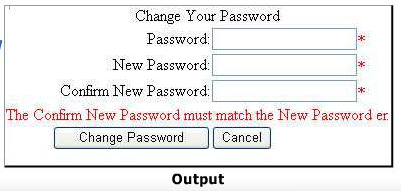 Change Your Password
Password: *
New Password: *
Confirm New Password: *
The Confirm New Password must match the New Password er
Change Password Cancel
Output